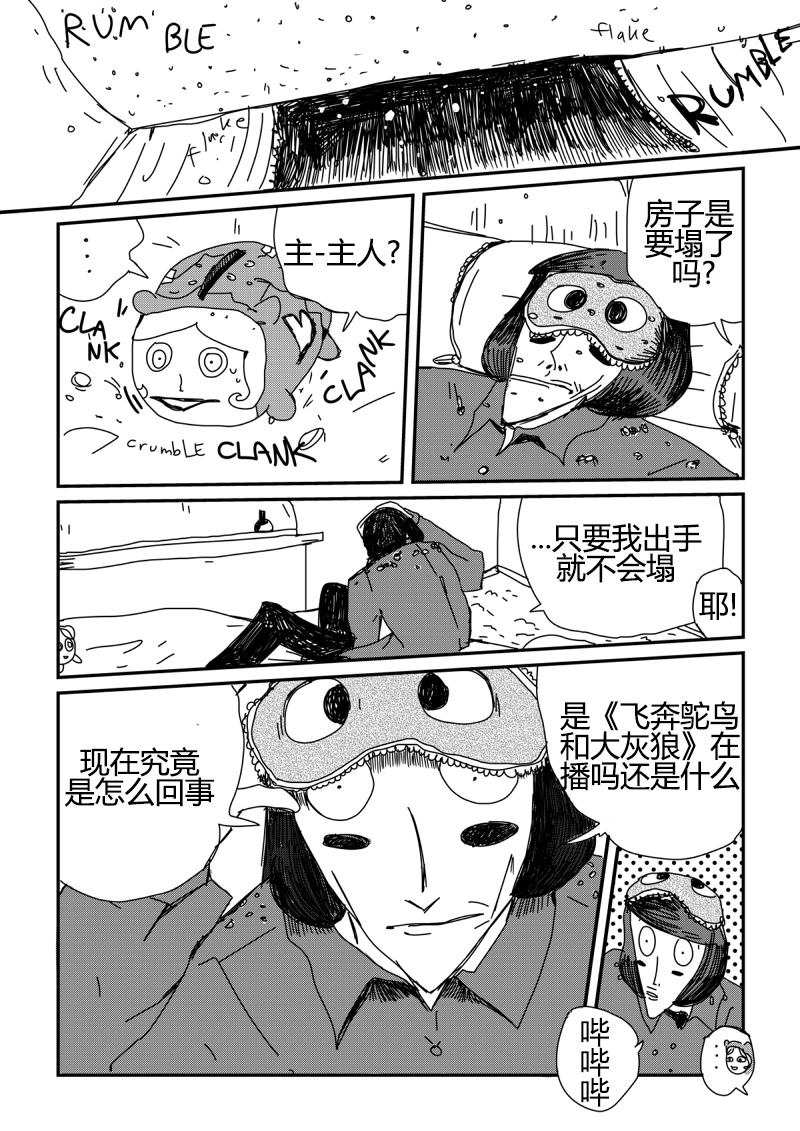 RUMBLE
flake
RUMBLE
flake
...
主-主人?
CLANK
CLANK
crumbLE
CLANK
房子是
要塌了
吗?
...只要我出手
就不会塌
耶!
现在究竟
是怎么回事
是《飞奔鸵鸟
和大灰狼》在
播吗还是什么
哔
哔
哔
...